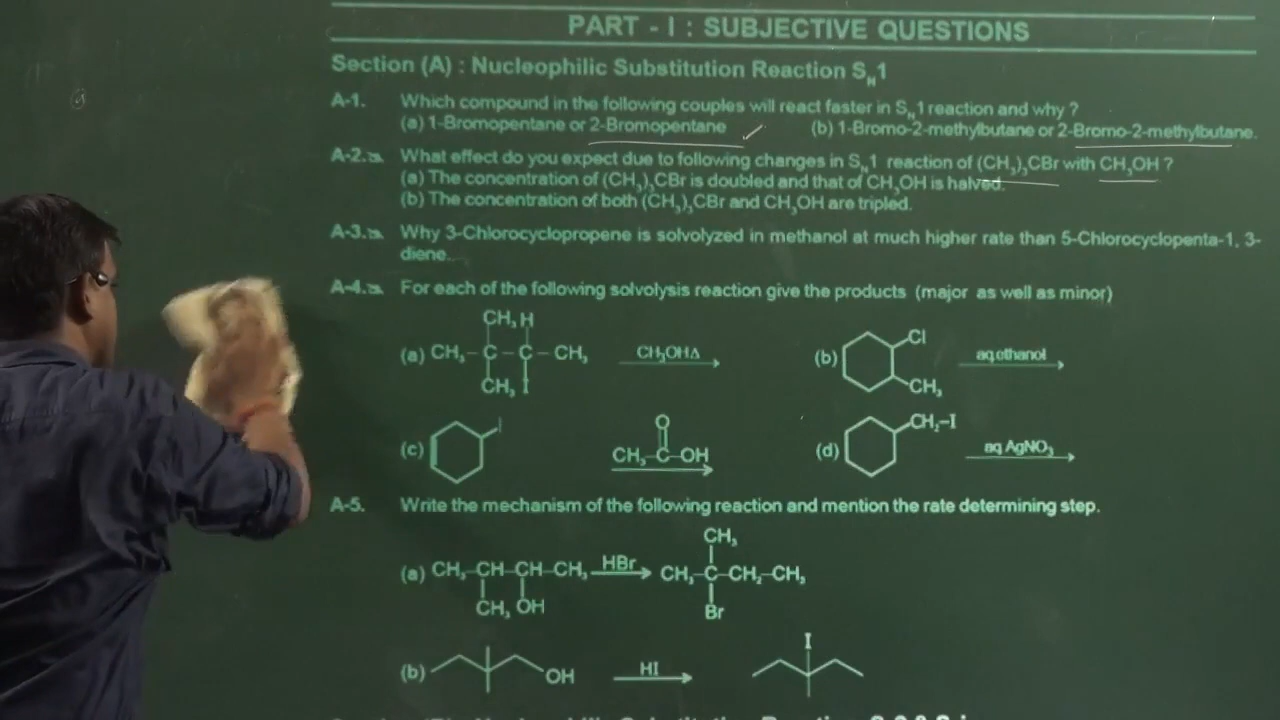 PART - I : SUBJECTIVE QUESTIONS
Section (A) : Nucleophilic Substitution Reaction SN1
A-1. Which compound in the following couples will react faster in SN1 reaction and why ?
(a) 1-Bromopentane or 2-Bromopentane (b) 1-Bromo-2-methylbutane or 2-Bromo-2-methylbutane.
A-2. What effect do you expect due to following changes in SN1 reaction of (CH3)3CBr with CH3OH ?
(a) The concentration of (CH3)3CBr is doubled and that of CH3OH is halved.
(b) The concentration of both (CH3)3CBr and CH3OH are tripled.
A-3. Why 3-Chlorocyclopropene is solvolyzed in methanol at much higher rate than 5-Chlorocyclopenta-1, 3-
diene.
A-4. For each of the following solvolysis reaction give the products (major as well as minor)
CH3 H
(a) CH3 – C – C – CH3 CH3OHΔ
CH3 I
(b) Cl CH3 aq.ethanol
(c) I CH3–C–OH
O
(d) CH2–I aq AgNO3
A-5. Write the mechanism of the following reaction and mention the rate determining step.
CH3
(a) CH3–CH–CH–CH3 HBr CH3–C–CH2–CH3
CH3 OH Br
I
(b) OH HI